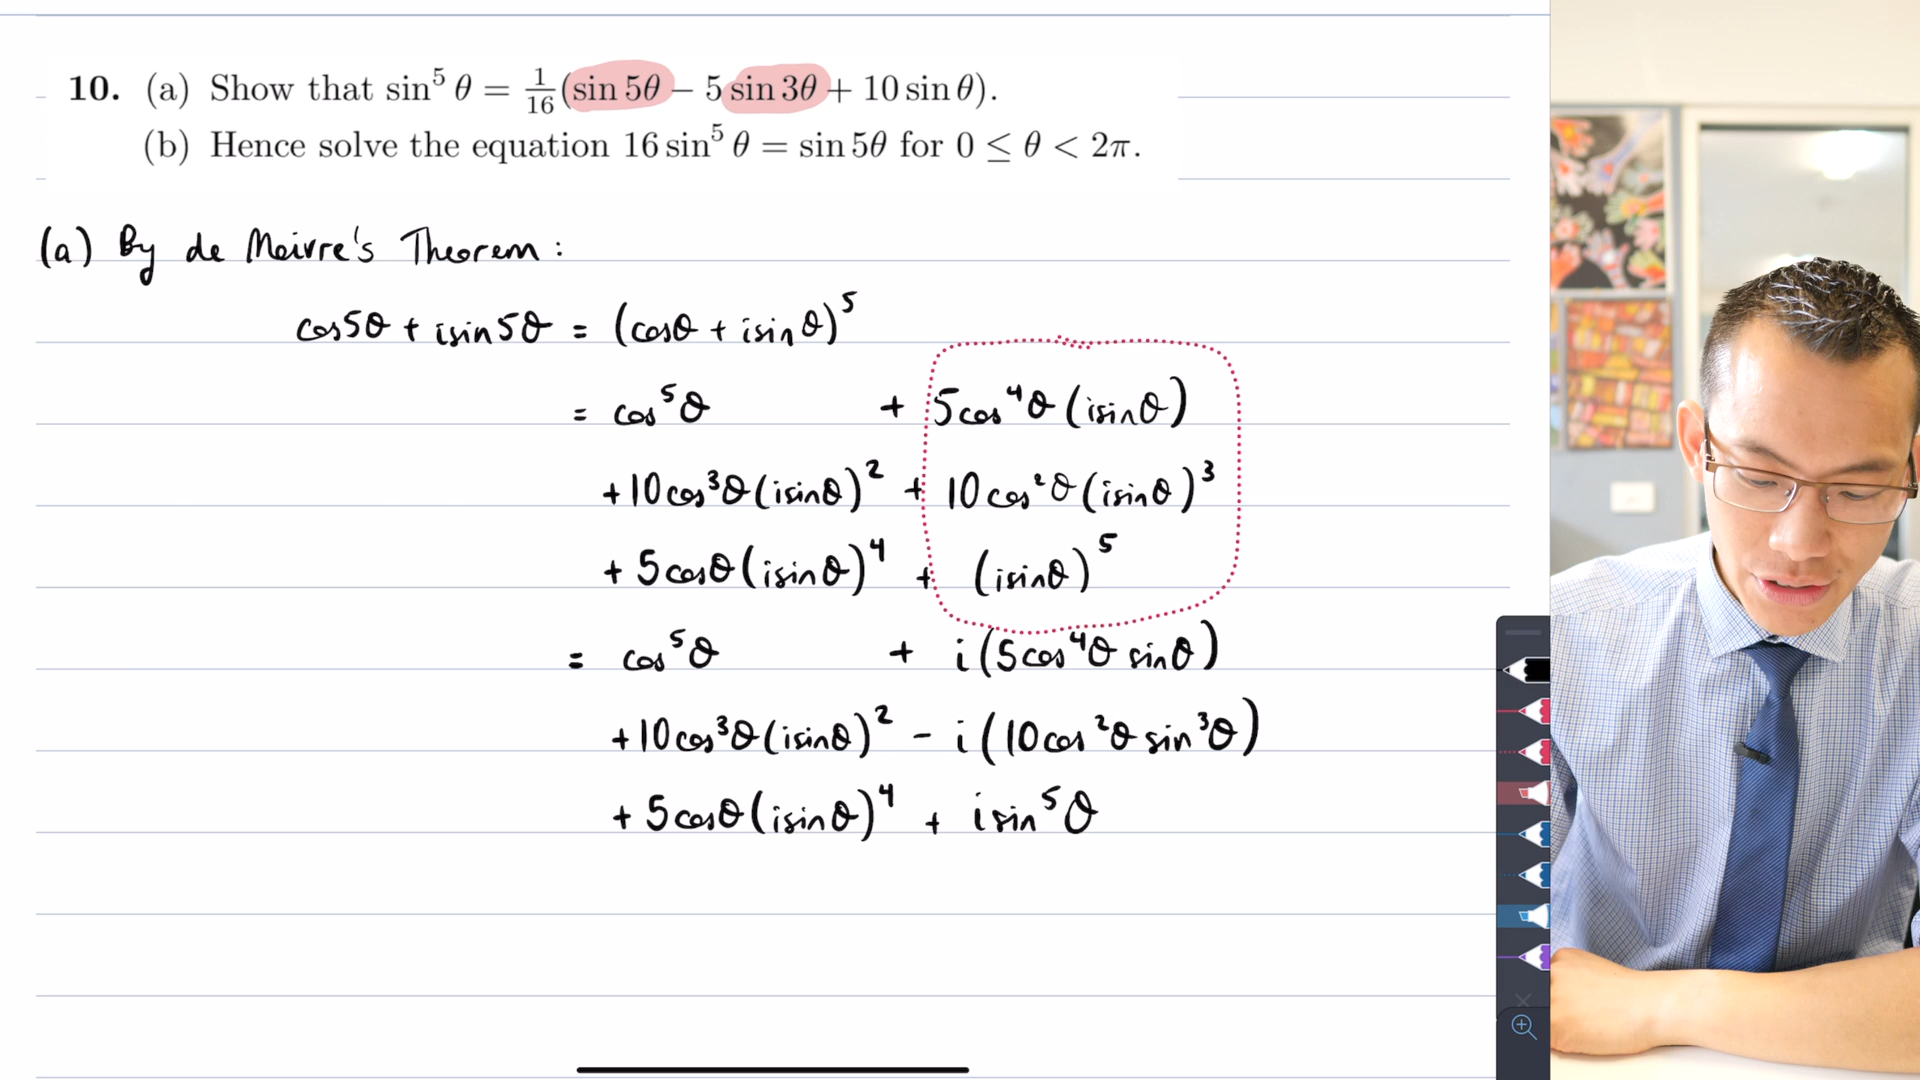 10. (a) Show that sin⁵ θ = 1/16 (sin 5θ − 5 sin 3θ + 10 sin θ).
(b) Hence solve the equation 16 sin⁵ θ = sin 5θ for 0 ≤ θ < 2π.
(a) By de Moivre's Theorem :
cos5θ + isin5θ = (cosθ + isinθ)⁵
= cos⁵θ + 5cos⁴θ(isinθ)
+10cos³θ(isinθ)² + 10cos²θ(isinθ)³
+ 5cosθ(isinθ)⁴ + (isinθ)⁵
= cos⁵θ + i(5cos⁴θ sinθ)
+10cos³θ(isinθ)² − i(10cos²θ sin³θ)
+ 5cosθ(isinθ)⁴ + isin⁵θ